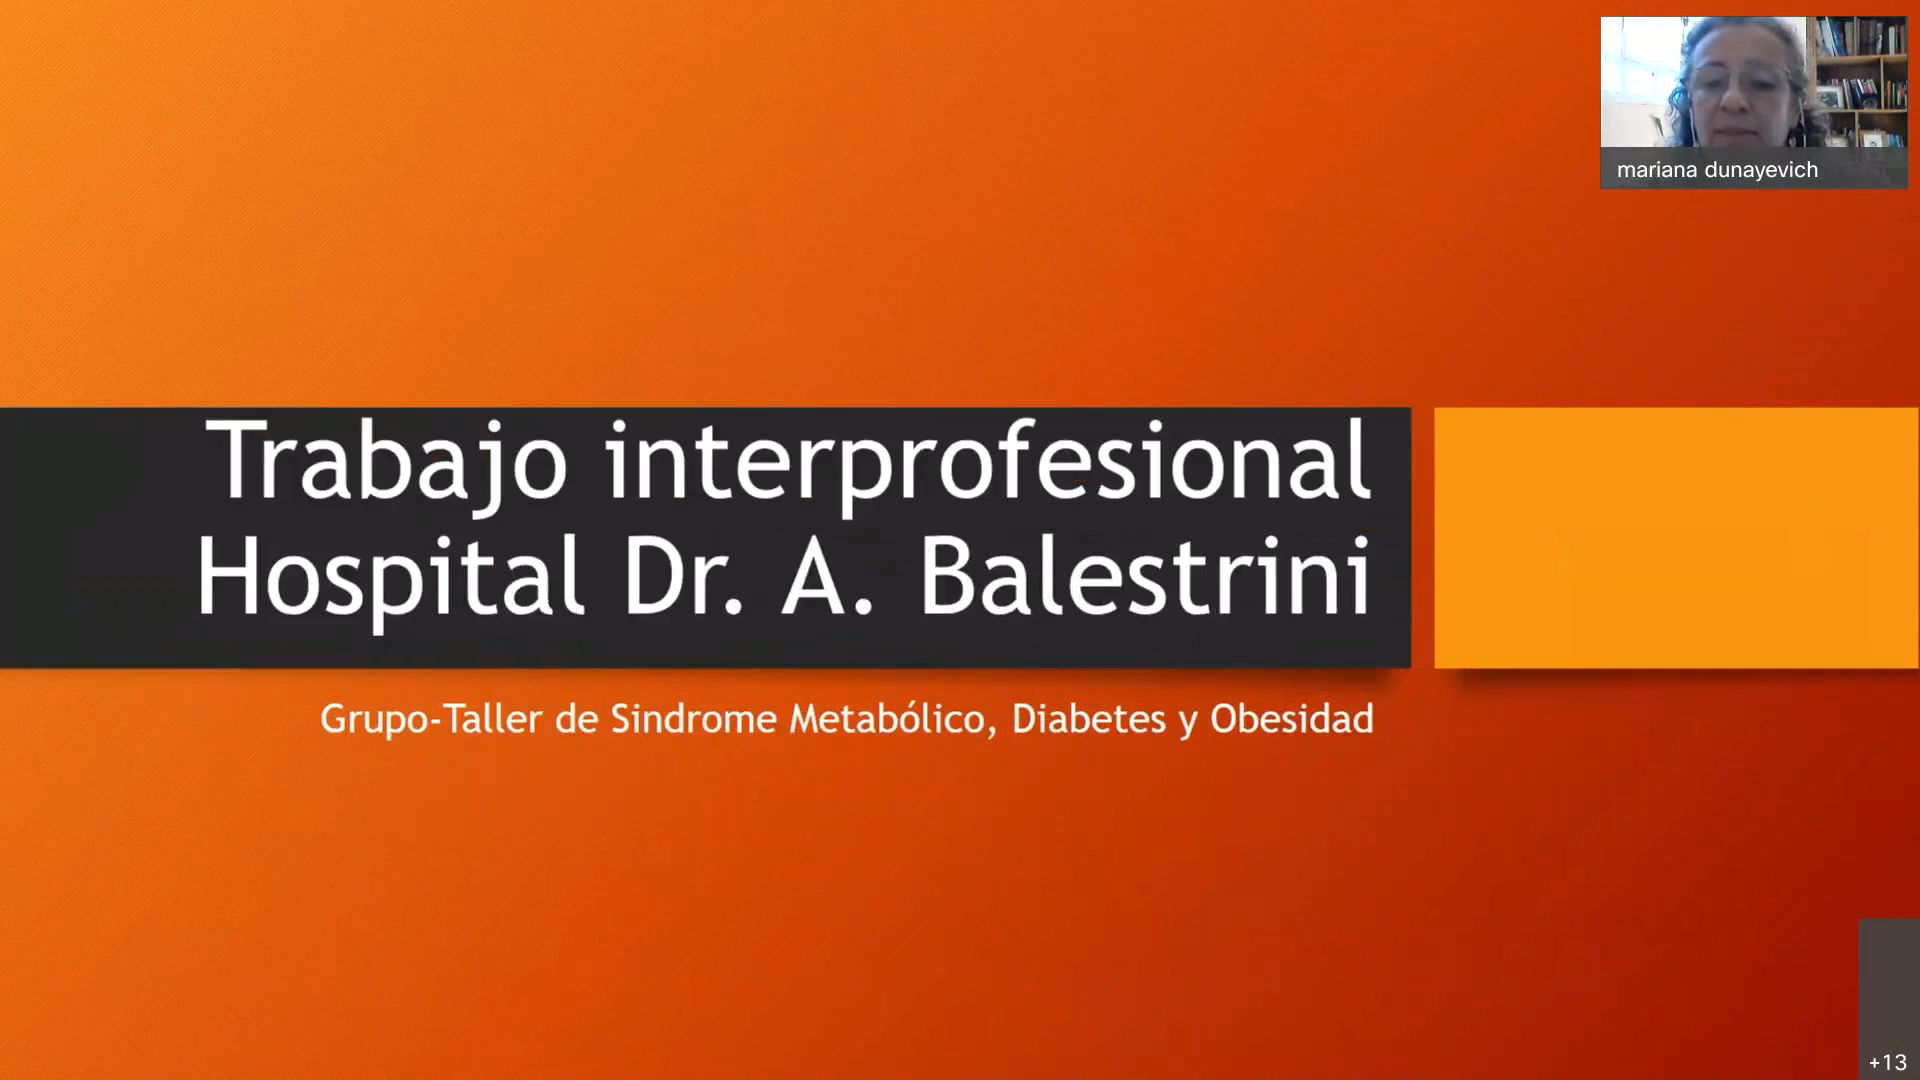 mariana dunayevich
Trabajo interprofesional
Hospital Dr. A. Balestrini
Grupo-Taller de Sindrome Metabólico, Diabetes y Obesidad
+13